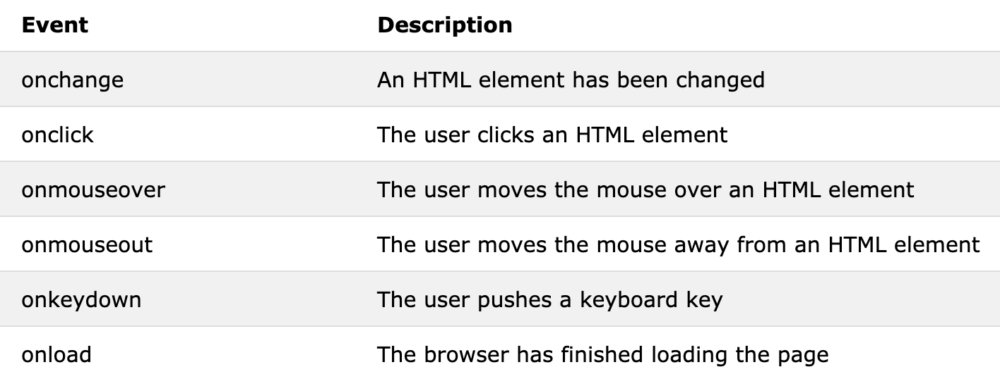 Event Description
onchange An HTML element has been changed
onclick The user clicks an HTML element
onmouseover The user moves the mouse over an HTML element
onmouseout The user moves the mouse away from an HTML element
onkeydown The user pushes a keyboard key
onload The browser has finished loading the page